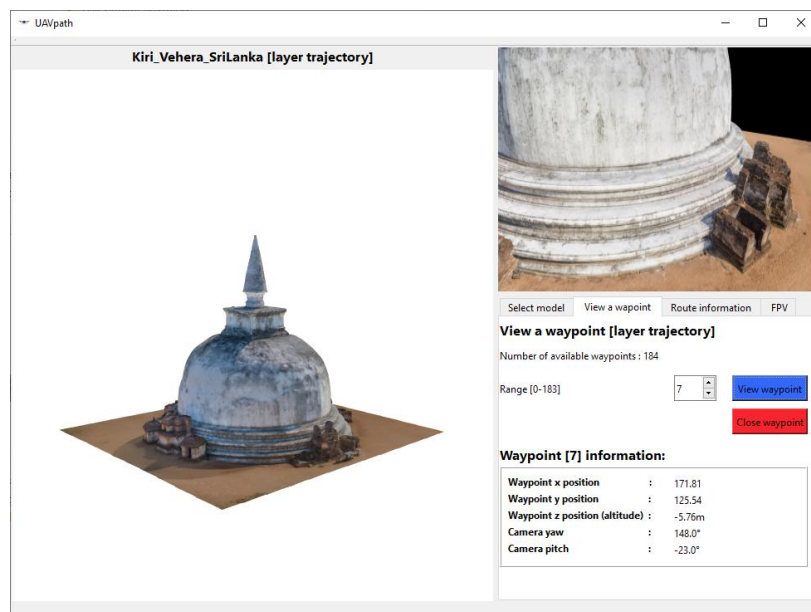 UAVpath
Kiri_Vehera_SriLanka [layer trajectory]
Select model
View a wapoint
Route information
FPV
View a waypoint [layer trajectory]
Number of available waypoints : 184
Range [0-183]
7
View waypoint
Close waypoint
Waypoint [7] information:
Waypoint x position : 171.81
Waypoint y position : 125.54
Waypoint z position (altitude) : -5.76m
Camera yaw : 148.0°
Camera pitch : -23.0°